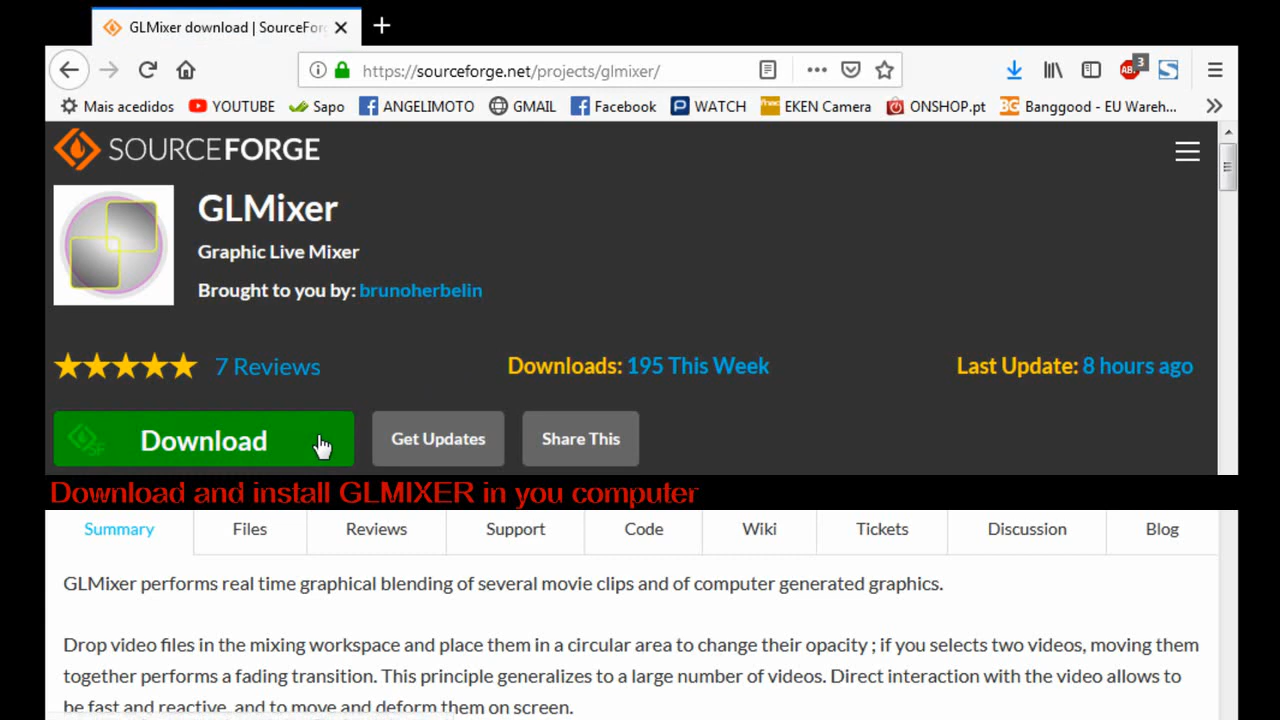 GLMixer download | SourceFor
https://sourceforge.net/projects/glmixer/
3
Mais acedidos YOUTUBE Sapo ANGELIMOTO GMAIL Facebook WATCH EKEN Camera ONSHOP.pt Banggood - EU Wareh...
SOURCEFORGE
GLMixer
Graphic Live Mixer
Brought to you by: brunoherbelin
7 Reviews Downloads: 195 This Week Last Update: 8 hours ago
Download Get Updates Share This
Download and install GLMIXER in you computer
Summary Files Reviews Support Code Wiki Tickets Discussion Blog
GLMixer performs real time graphical blending of several movie clips and of computer generated graphics.
Drop video files in the mixing workspace and place them in a circular area to change their opacity ; if you selects two videos, moving them
together performs a fading transition. This principle generalizes to a large number of videos. Direct interaction with the video allows to
be fast and reactive, and to move and deform them on screen.